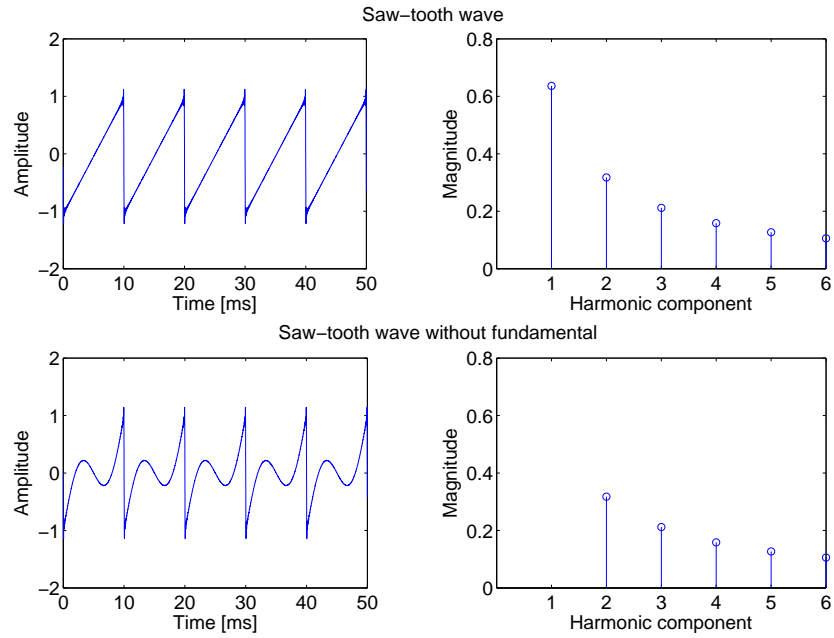 Saw−tooth wave
2
1
0
−1
−2
Amplitude
0 10 20 30 40 50
Time [ms]
0.8
0.6
0.4
0.2
0
Magnitude
1 2 3 4 5 6
Harmonic component
Saw−tooth wave without fundamental
2
1
0
−1
−2
Amplitude
0 10 20 30 40 50
Time [ms]
0.8
0.6
0.4
0.2
0
Magnitude
1 2 3 4 5 6
Harmonic component